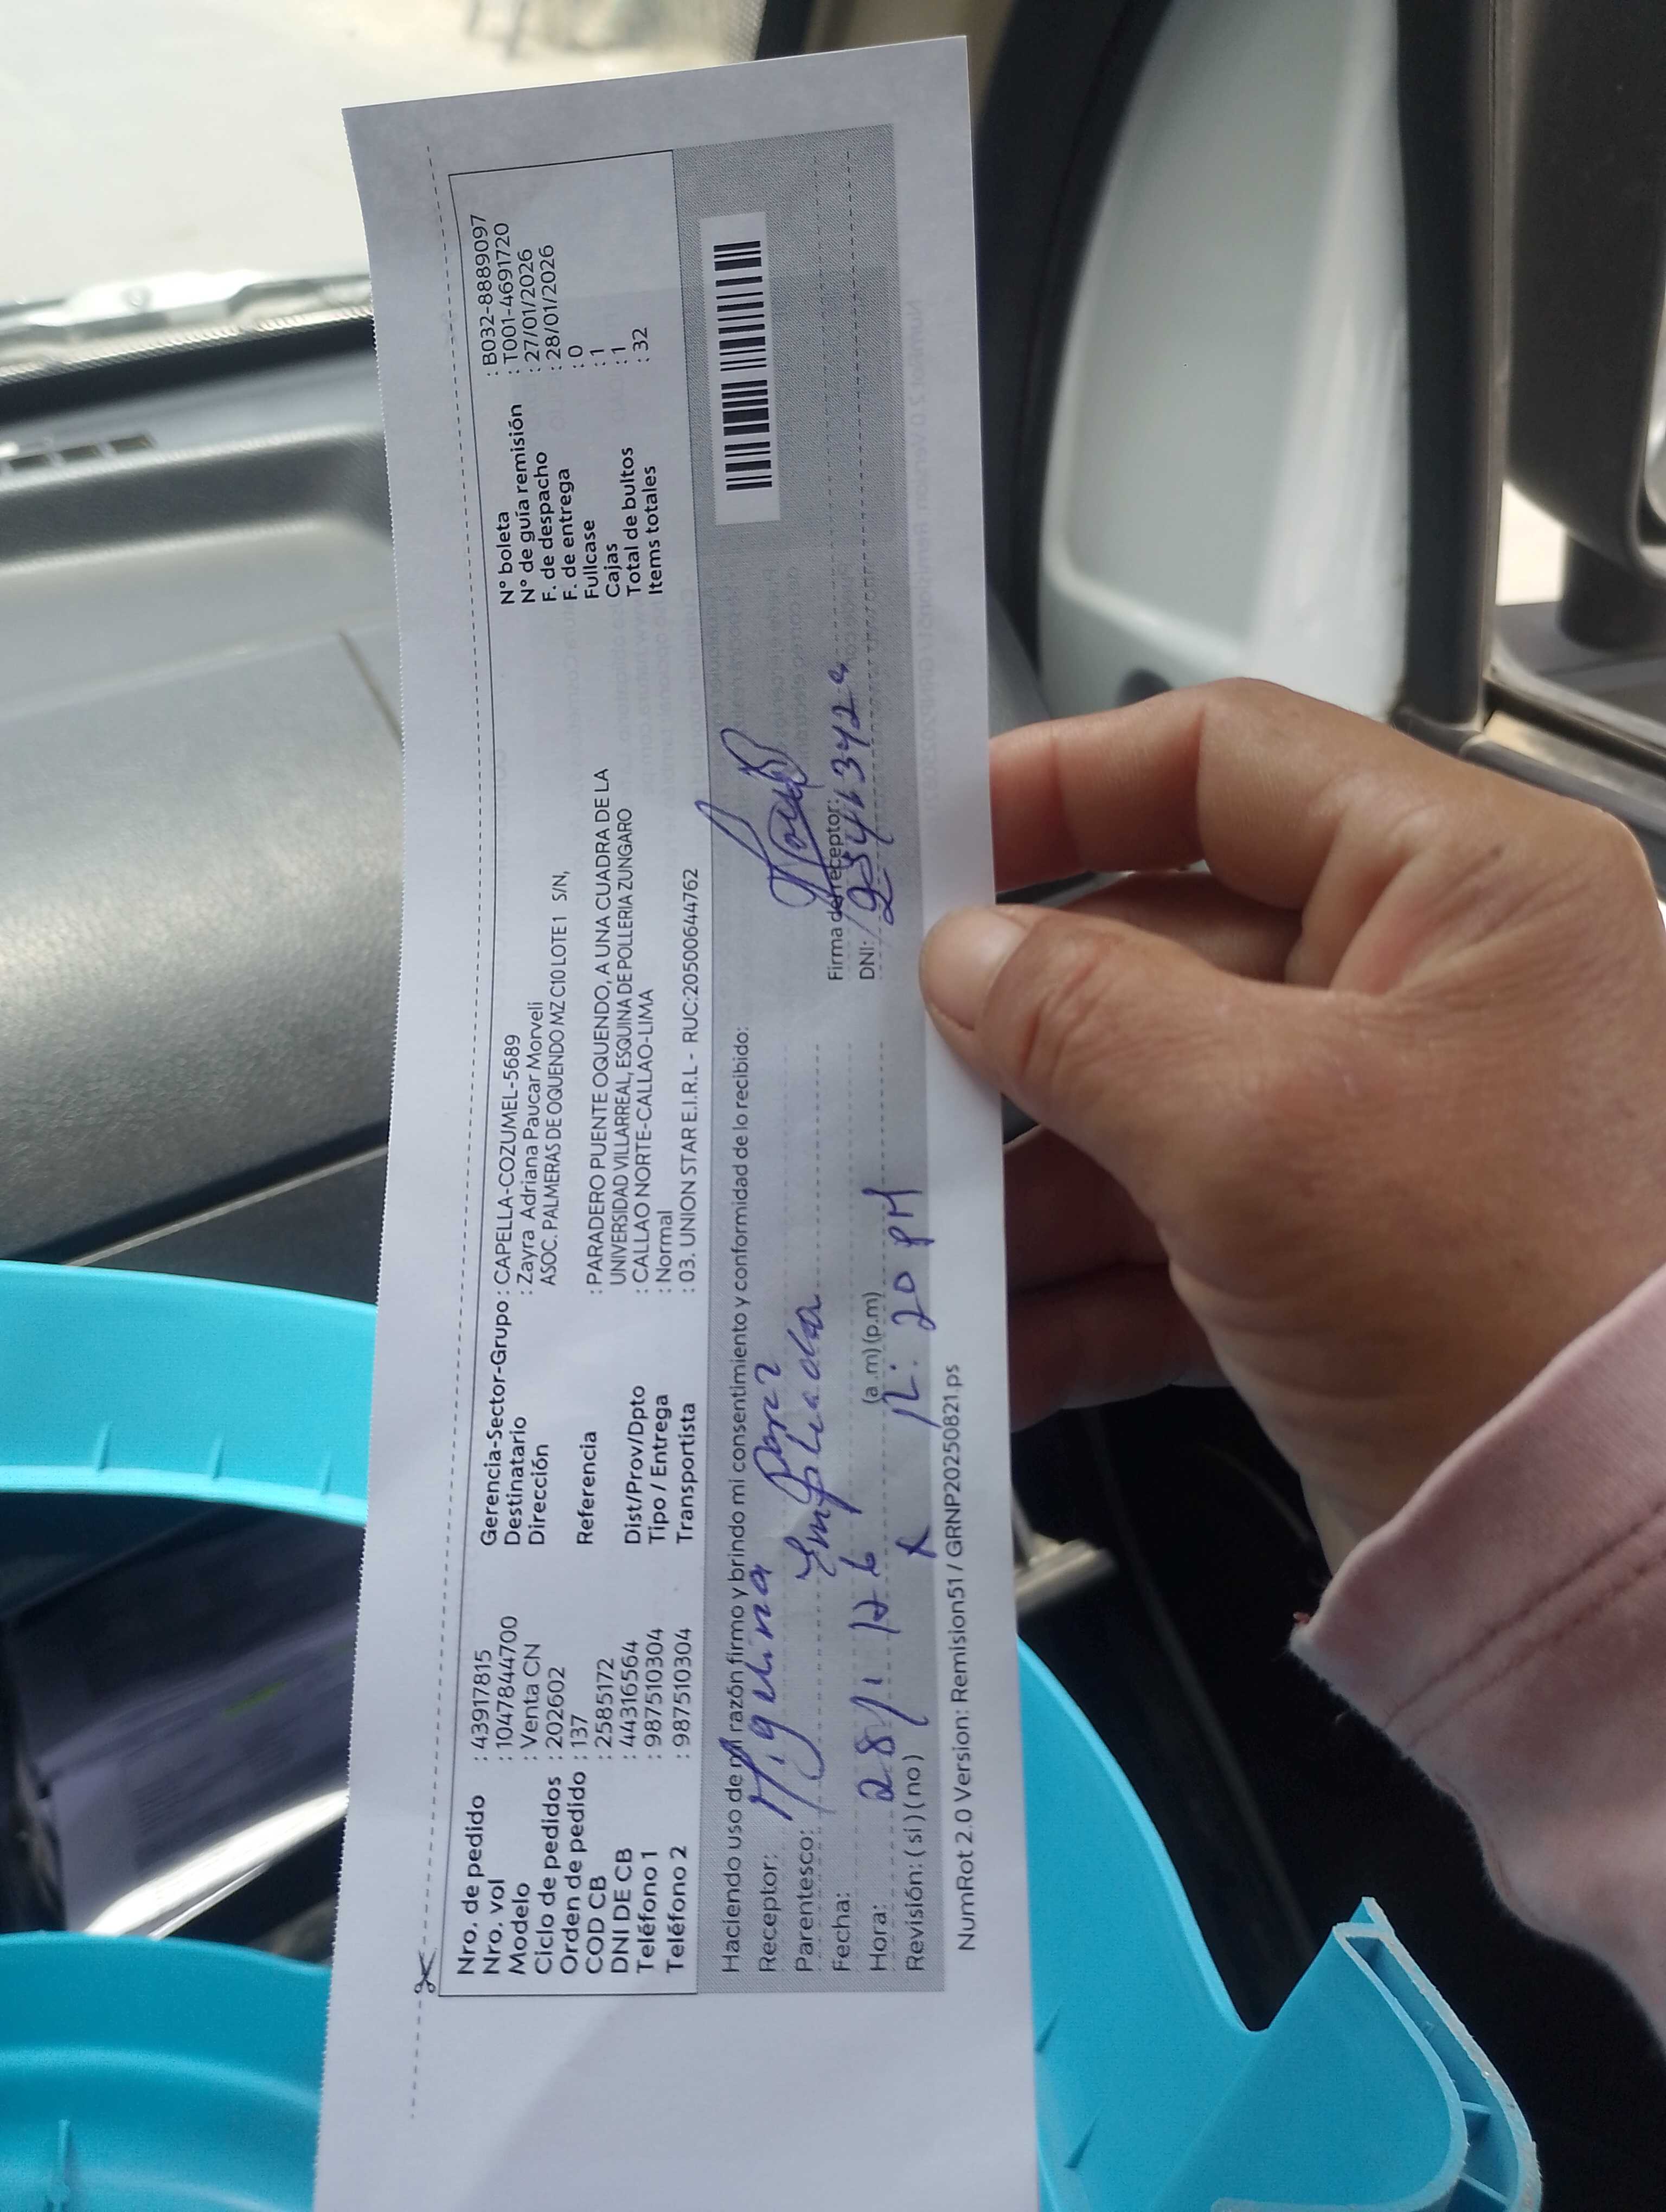 Nro. de pedido : 43917815
Nro. vol : 1047844700
Modelo : Venta CN
Ciclo de pedidos : 202602
Orden de pedido : 137
COD CB : 2585172
DNI DE CB : 44316564
Teléfono 1 : 987510304
Teléfono 2 : 987510304
Gerencia-Sector-Grupo : CAPELLA-COZUMEL-5689
Destinatario : Zayra Adriana Paucar Morveli
Dirección ASOC. PALMERAS DE OQUENDO MZ C10 LOTE 1 S/N,
Referencia : PARADERO PUENTE OQUENDO, A UNA CUADRA DE LA
UNIVERSIDAD VILLARREAL, ESQUINA DE POLLERIA ZUNGARO
Dist/Prov/Dpto : CALLAO NORTE-CALLAO-LIMA
Tipo / Entrega : Normal
Transportista : 03. UNION STAR E.I.R.L - RUC:20500644762
N° boleta : B032-8889097
N° de guía remisión : T001-4691720
F. de despacho : 27/01/2026
F. de entrega : 28/01/2026
Fullcase : 0
Cajas : 1
Total de bultos : 1
Items totales : 32
Haciendo uso de mi razón firmo y brindo mi consentimiento y conformidad de lo recibido:
Receptor: Migelina Perez
Parentesco: Empleada
Fecha: 28/1
Hora: (a.m) (p.m) 12:20 PM
Revisión: ( si ) ( no ) x
Firma del receptor:
DNI:
NumRot 2.0 Version: Remision51 / GRNP20250821.ps